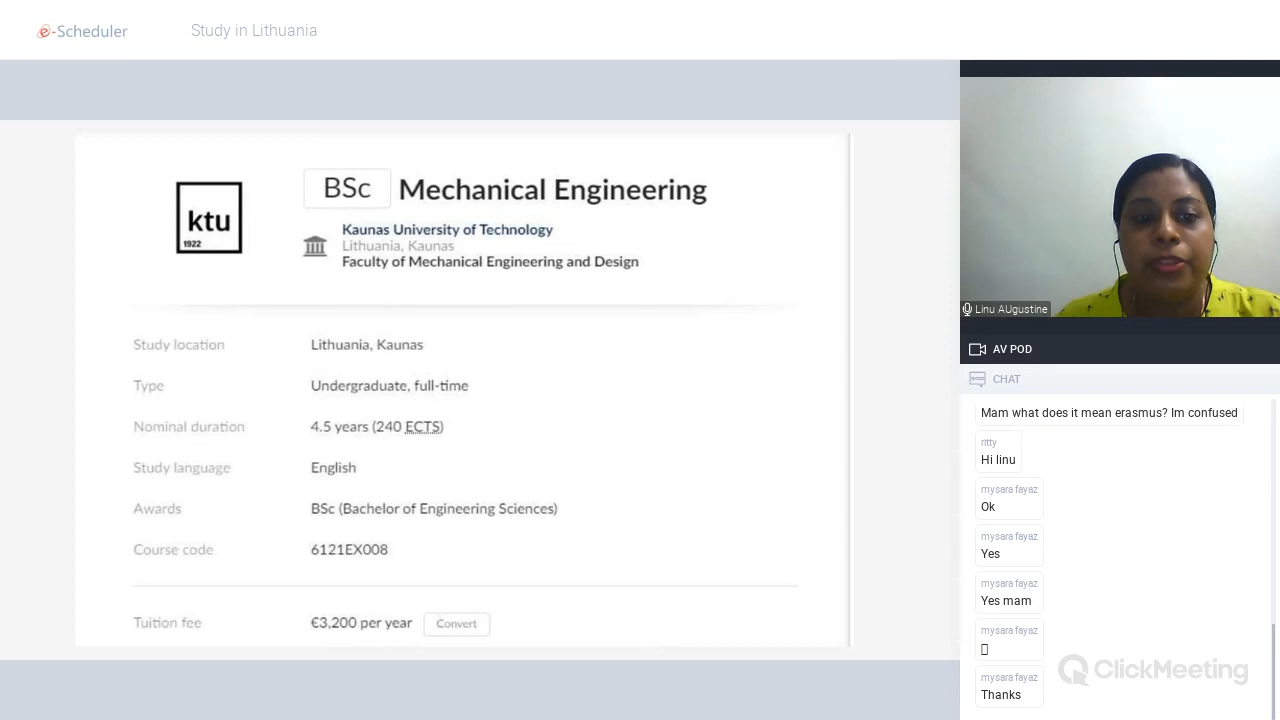 e-Scheduler
Study in Lithuania
ktu
1922
BSc Mechanical Engineering
Kaunas University of Technology
Lithuania, Kaunas
Faculty of Mechanical Engineering and Design
Study location Lithuania, Kaunas
Type Undergraduate, full-time
Nominal duration 4.5 years (240 ECTS)
Study language English
Awards BSc (Bachelor of Engineering Sciences)
Course code 6121EX008
Tuition fee €3,200 per year Convert
Linu AUgustine
AV POD
CHAT
Mam what does it mean erasmus? Im confused
ritty
Hi linu
mysara fayaz
Ok
mysara fayaz
Yes
mysara fayaz
Yes mam
mysara fayaz
mysara fayaz
Thanks
ClickMeeting